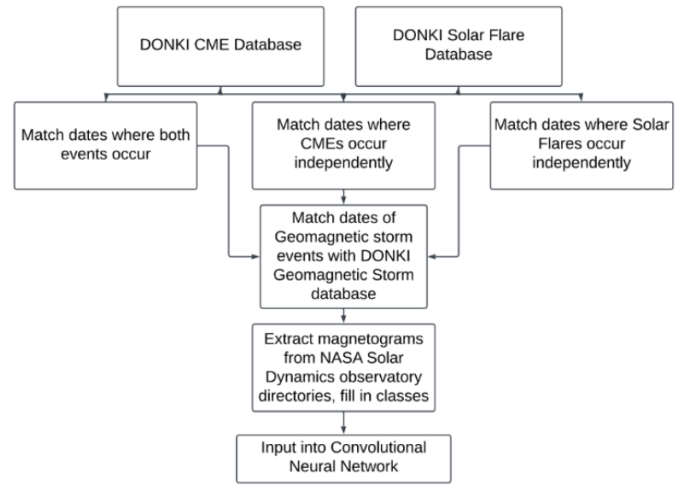 DONKI CME Database
DONKI Solar Flare
Database
Match dates where both
events occur
Match dates where
CMEs occur
independently
Match dates where Solar
Flares occur
independently
Match dates of
Geomagnetic storm
events with DONKI
Geomagnetic Storm
database
Extract magnetograms
from NASA Solar
Dynamics observatory
directories, fill in classes
Input into Convolutional
Neural Network